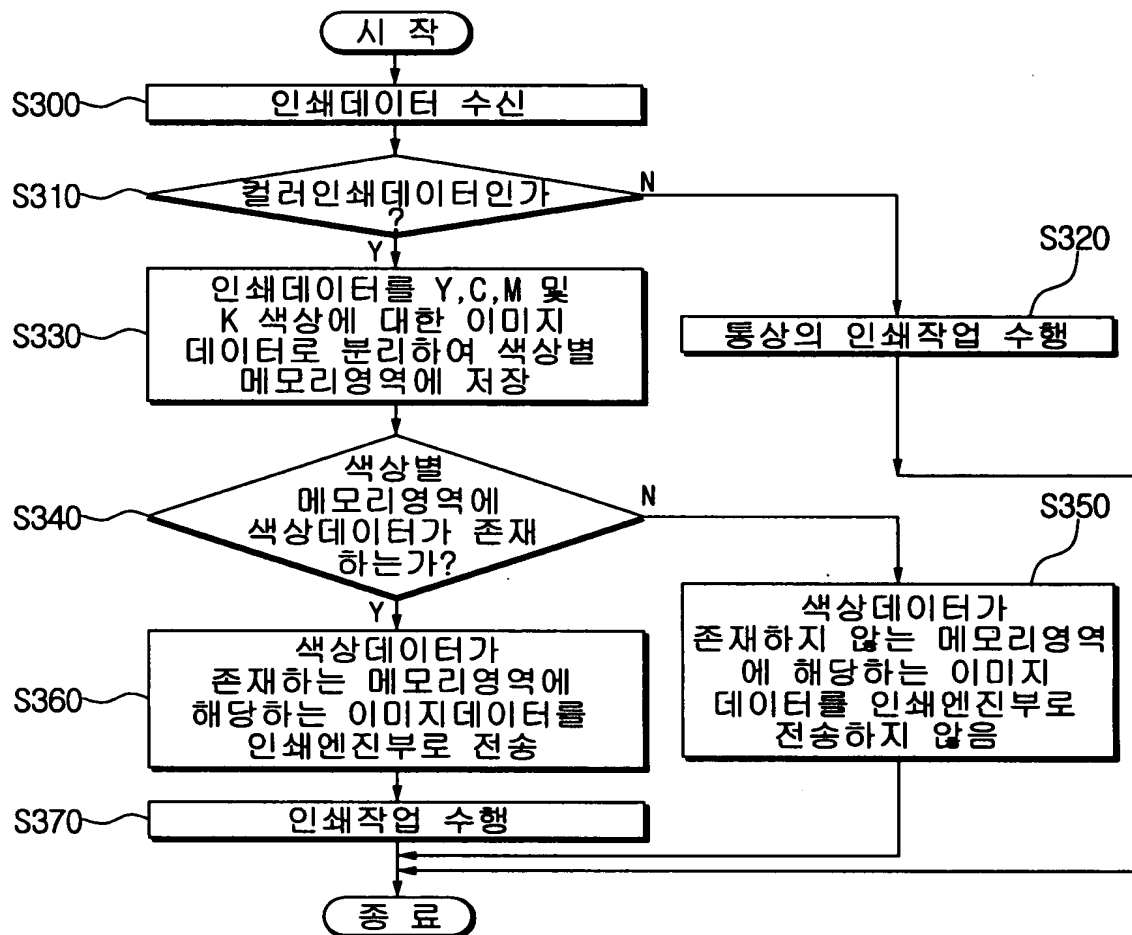 시 작
S300
인쇄데이터 수신
S310
컬러인쇄데이터인가
?
N
Y
S320
통상의 인쇄작업 수행
S330
인쇄데이터를 Y,C,M 및
K 색상에 대한 이미지
데이터로 분리하여 색상별
메모리영역에 저장
S340
색상별
메모리영역에
색상데이터가 존재
하는가?
N
Y
S350
색상데이터가
존재하지 않는 메모리영역
에 해당하는 이미지
데이터를 인쇄엔진부로
전송하지 않음
S360
색상데이터가
존재하는 메모리영역에
해당하는 이미지데이터를
인쇄엔진부로 전송
S370
인쇄작업 수행
종 료